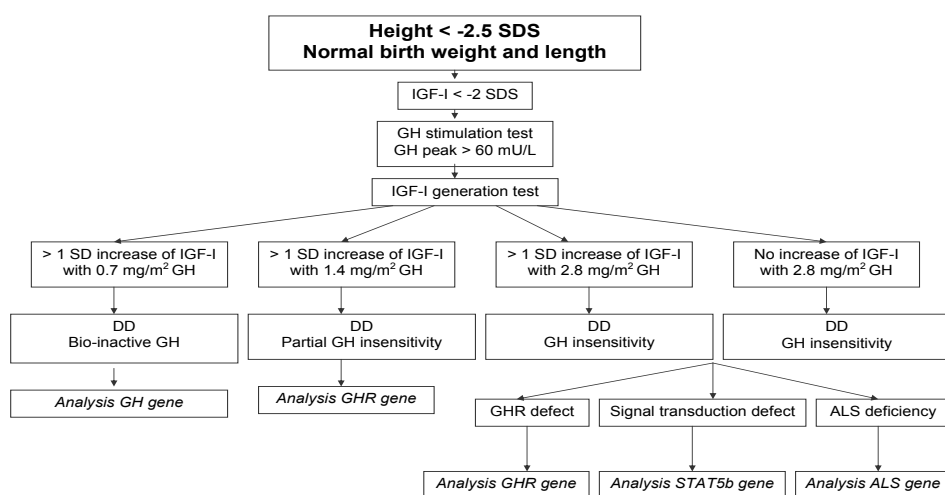 Height < -2.5 SDS
Normal birth weight and length
IGF-I < -2 SDS
GH stimulation test
GH peak > 60 mU/L
IGF-I generation test
> 1 SD increase of IGF-I
with 0.7 mg/m² GH
> 1 SD increase of IGF-I
with 1.4 mg/m² GH
> 1 SD increase of IGF-I
with 2.8 mg/m² GH
No increase of IGF-I
with 2.8 mg/m² GH
DD
Bio-inactive GH
DD
Partial GH insensitivity
DD
GH insensitivity
DD
GH insensitivity
Analysis GH gene
Analysis GHR gene
GHR defect
Signal transduction defect
ALS deficiency
Analysis GHR gene
Analysis STAT5b gene
Analysis ALS gene